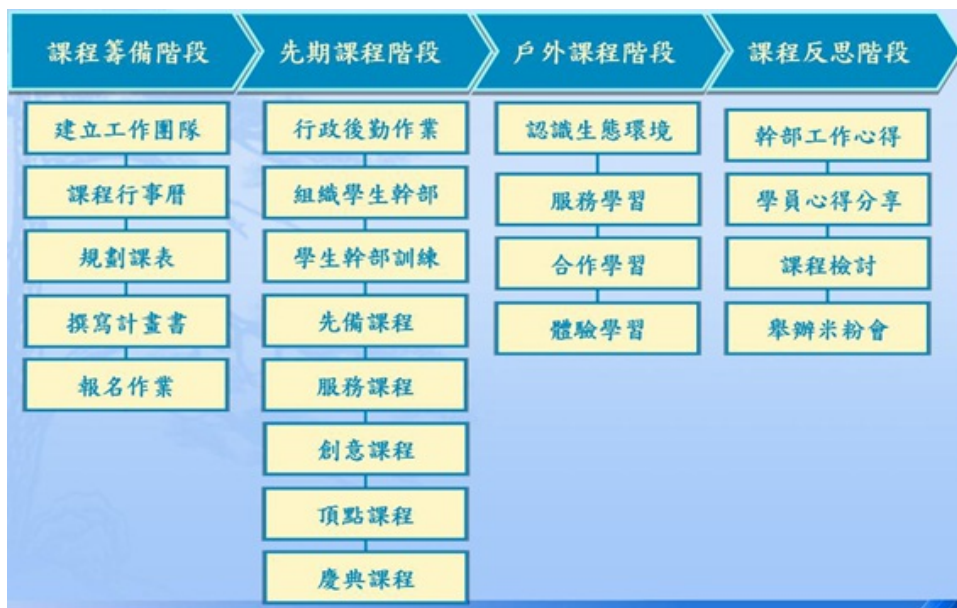 課程籌備階段
先期課程階段
戶外課程階段
課程反思階段
建立工作團隊
課程行事曆
規劃課表
撰寫計畫書
報名作業
行政後勤作業
組織學生幹部
學生幹部訓練
先備課程
服務課程
創意課程
頂點課程
慶典課程
認識生態環境
服務學習
合作學習
體驗學習
幹部工作心得
學員心得分享
課程檢討
舉辦米粉會